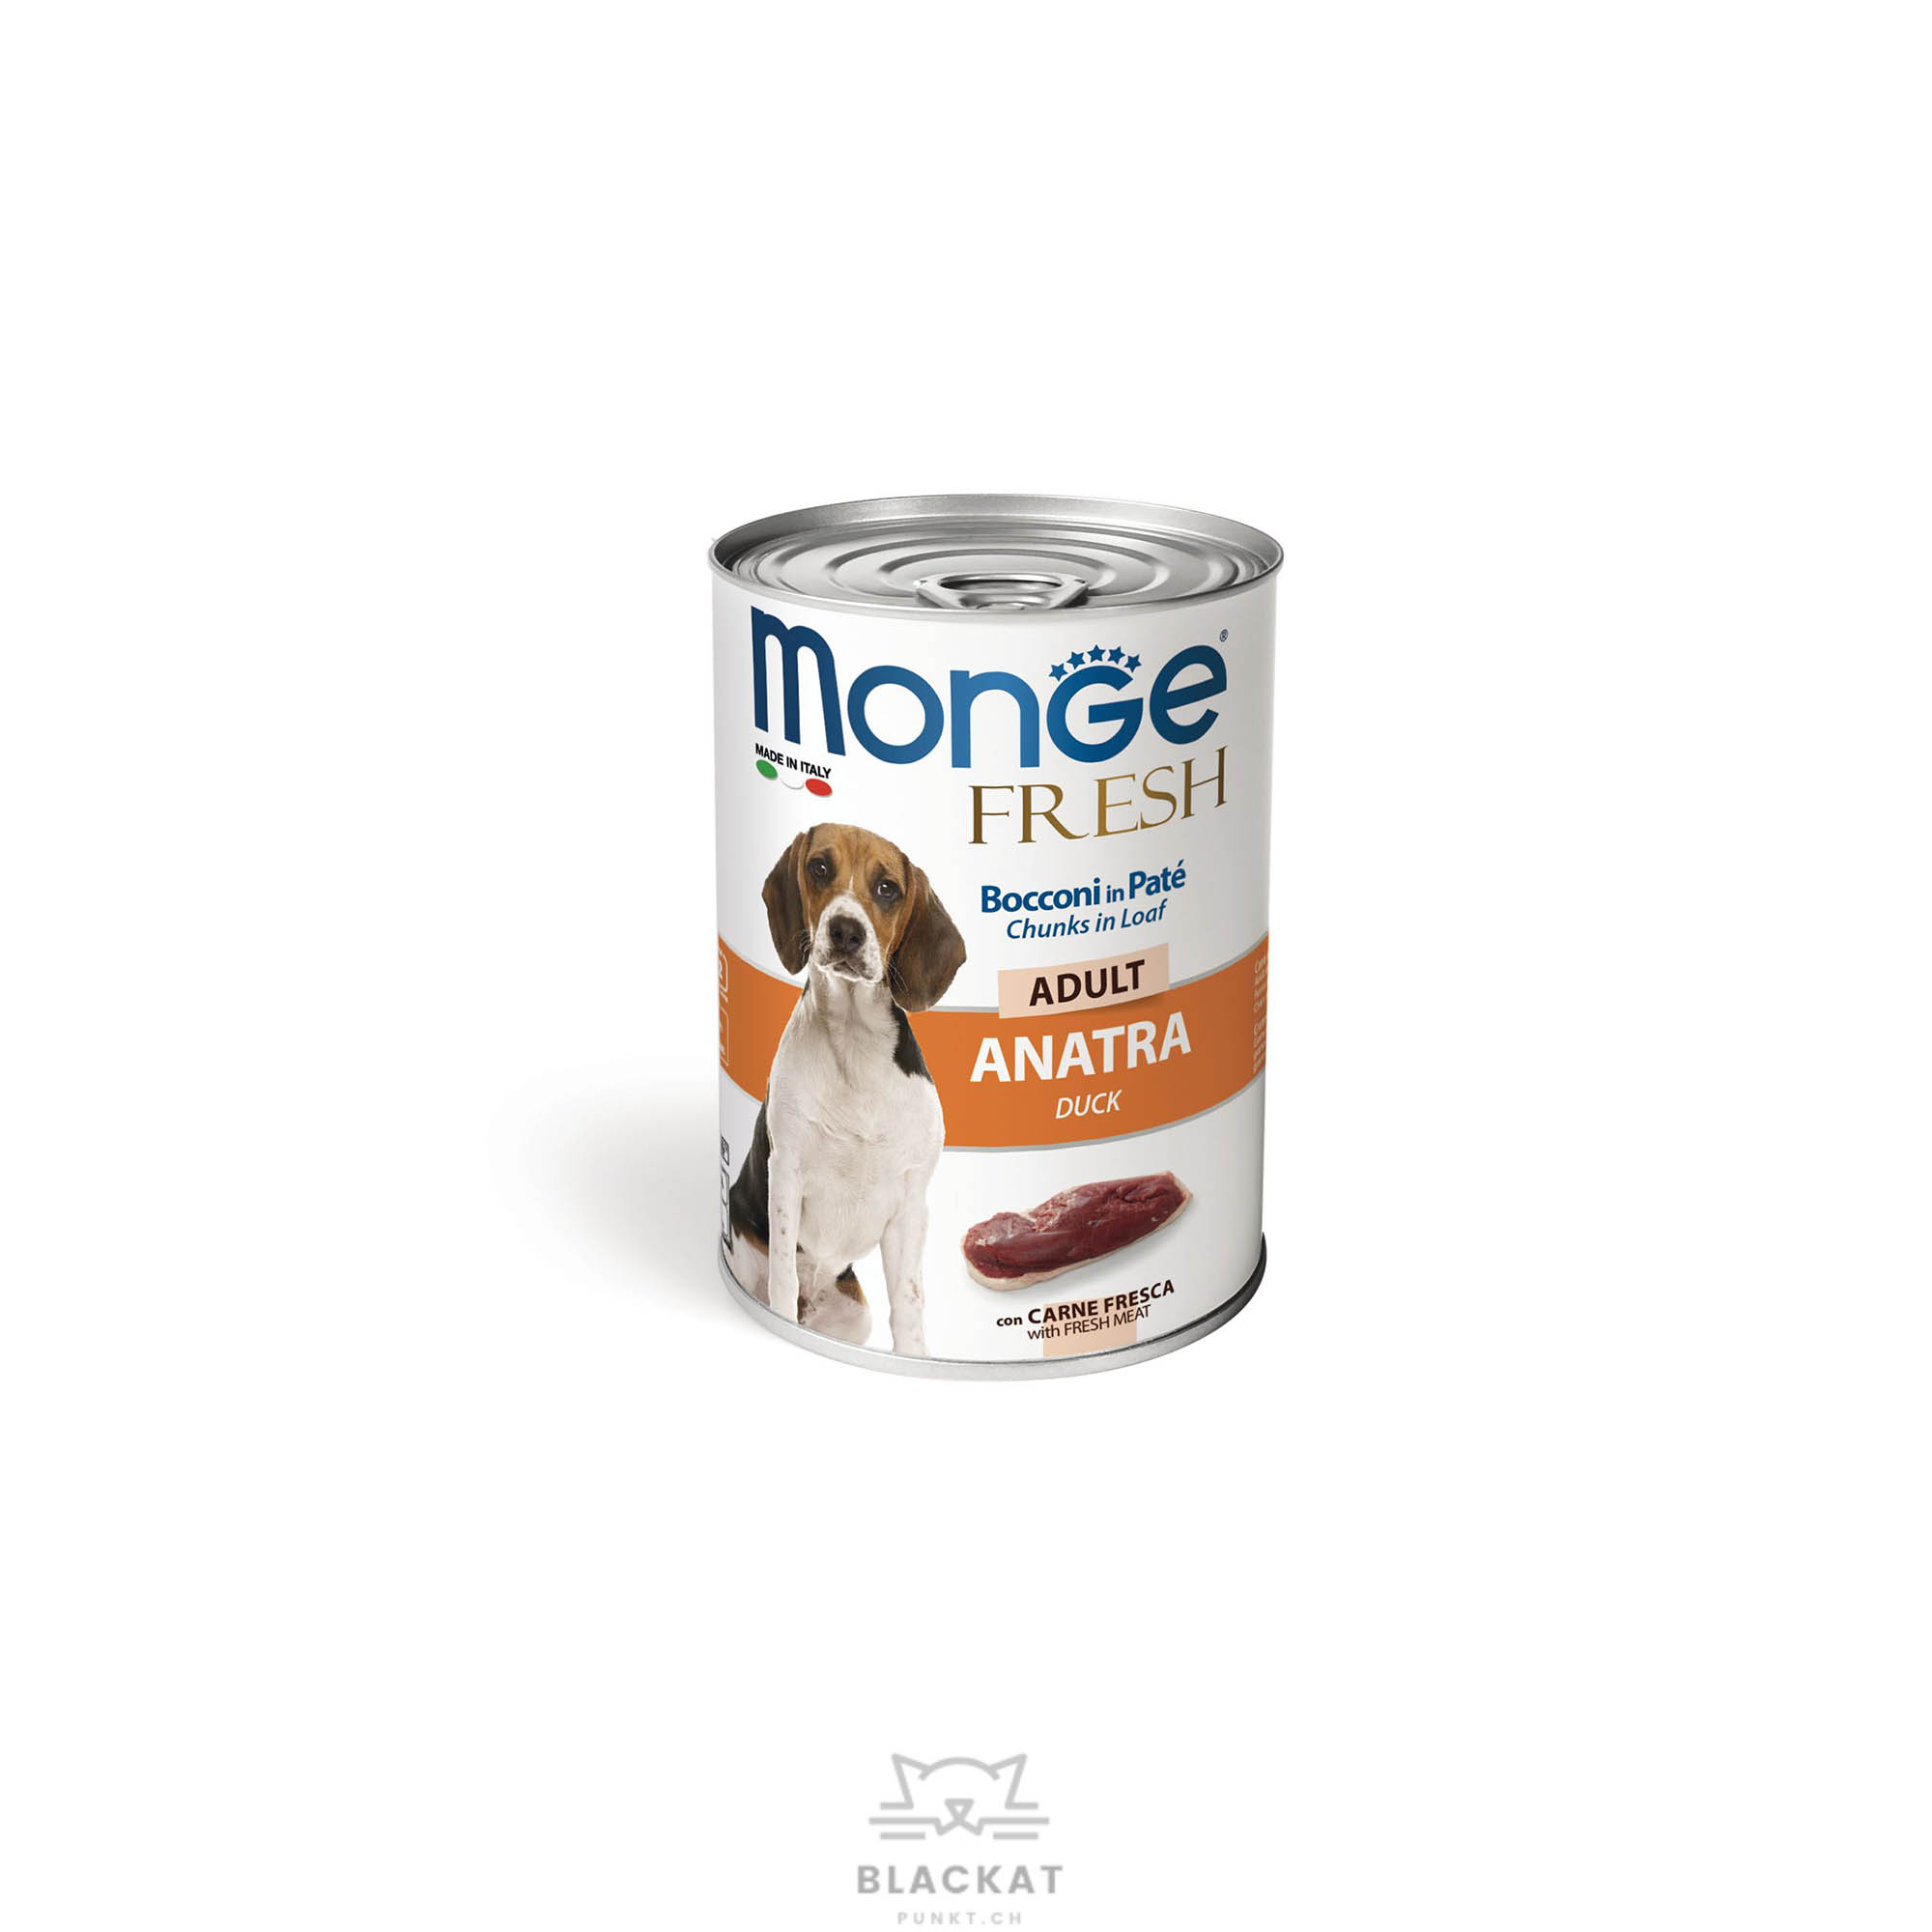 monGe®
MADE IN ITALY
FRESH
Bocconi in Paté
Chunks in Loaf
ADULT
ANATRA
DUCK
con CARNE FRESCA
with FRESH MEAT
BLACKAT
PUNKT.CH